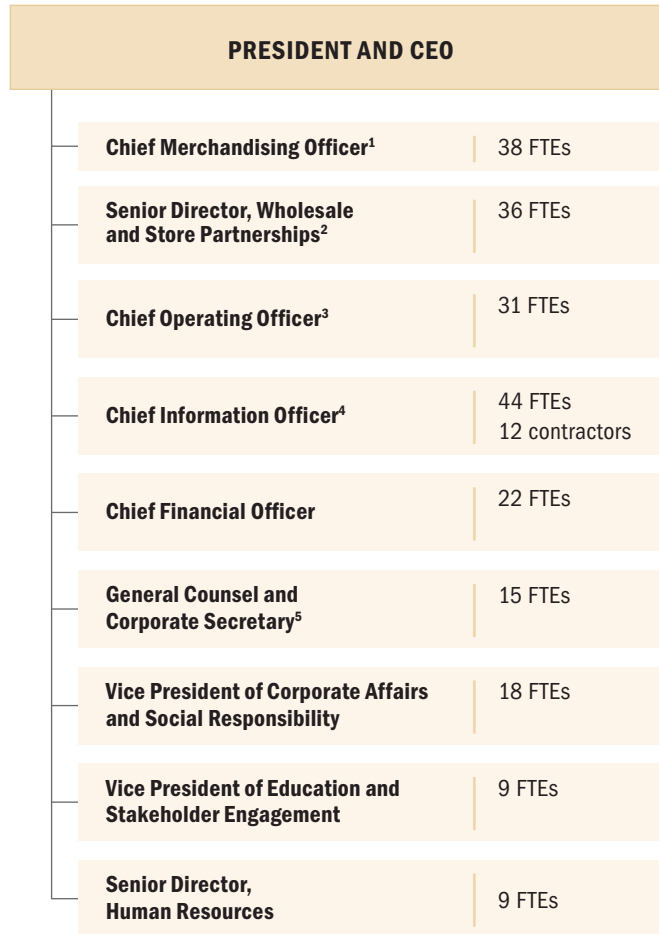 PRESIDENT AND CEO
Chief Merchandising Officer¹
38 FTEs
Senior Director, Wholesale
and Store Partnerships²
36 FTEs
Chief Operating Officer³
31 FTEs
Chief Information Officer⁴
44 FTEs
12 contractors
Chief Financial Officer
22 FTEs
General Counsel and
Corporate Secretary⁵
15 FTEs
Vice President of Corporate Affairs
and Social Responsibility
18 FTEs
Vice President of Education and
Stakeholder Engagement
9 FTEs
Senior Director,
Human Resources
9 FTEs